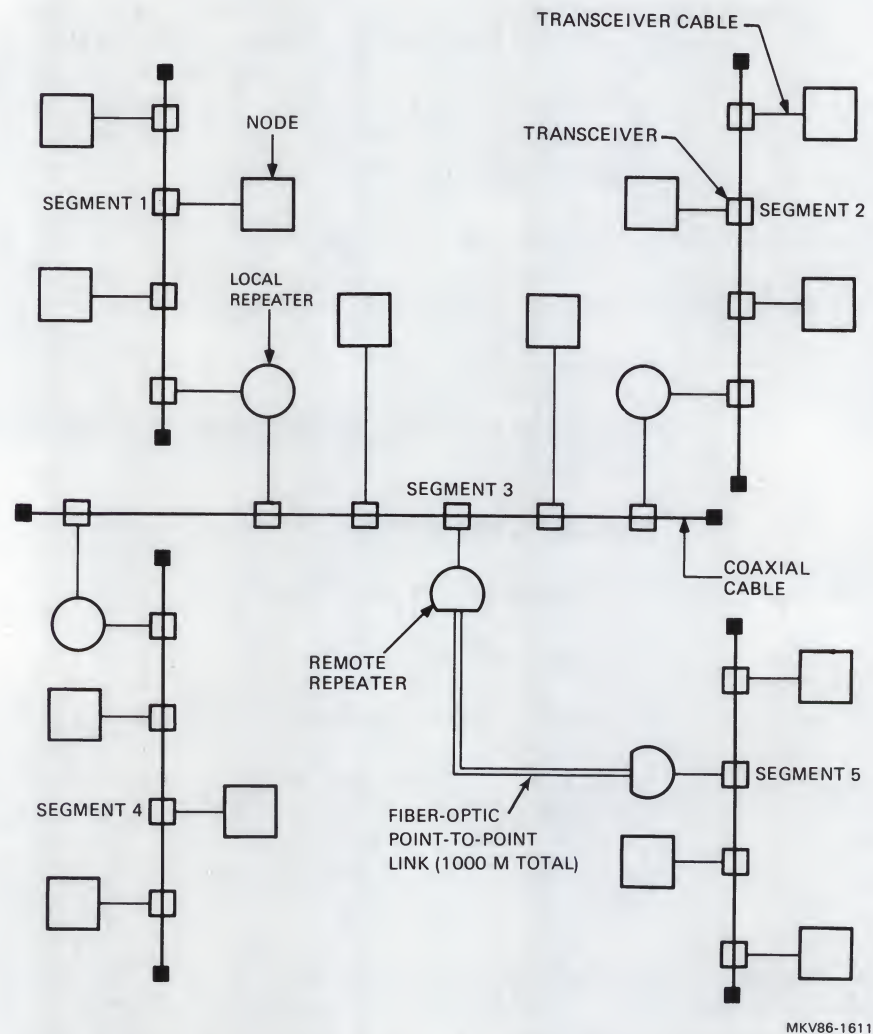 TRANSCEIVER CABLE
NODE
TRANSCEIVER
SEGMENT 1
SEGMENT 2
LOCAL
REPEATER
SEGMENT 3
COAXIAL
CABLE
REMOTE
REPEATER
SEGMENT 4
SEGMENT 5
FIBER-OPTIC
POINT-TO-POINT
LINK (1000 M TOTAL)
MKV86-1611